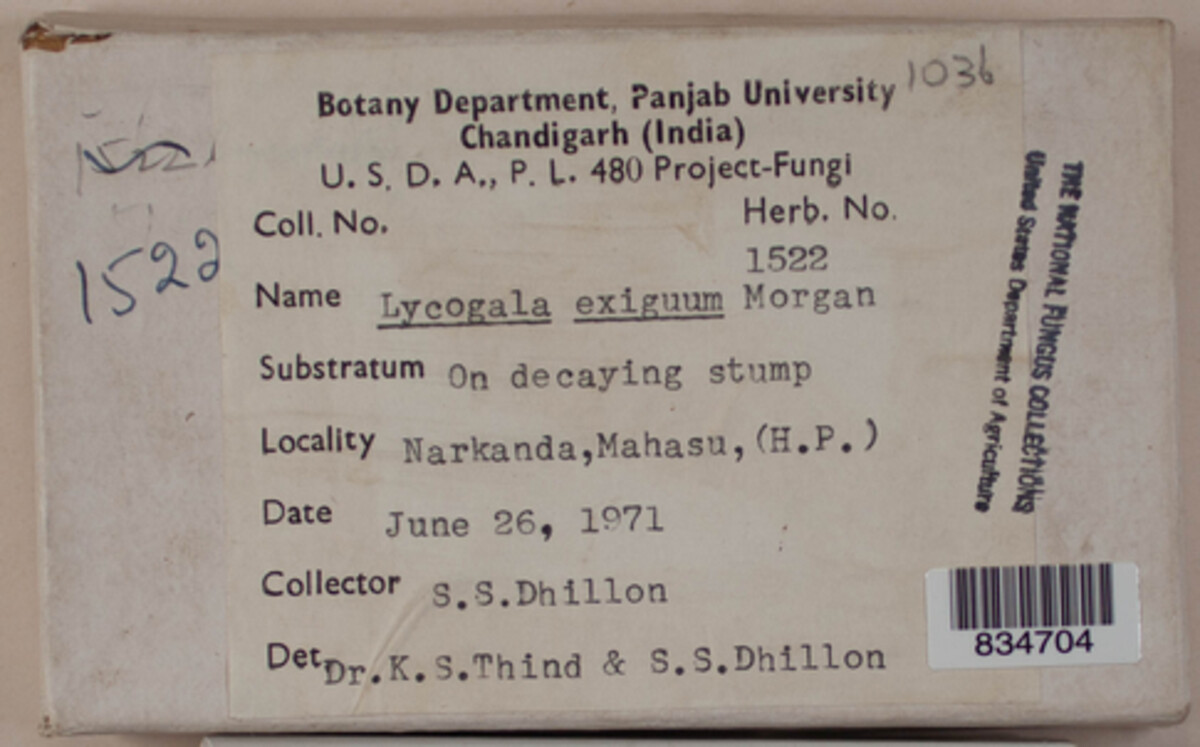 1036
Botany Department, Panjab University
Chandigarh (India)
U. S. D. A., P. L. 480 Project-Fungi
Coll. No. Herb. No.
1522
Name Lycogala exiguum Morgan
Substratum On decaying stump
Locality Narkanda,Mahasu,(H.P.)
Date June 26, 1971
Collector S.S.Dhillon
Det. Dr.K.S.Thind & S.S.Dhillon
1522
THE NATIONAL FUNGUS COLLECTIONS
United States Department of Agriculture
834704